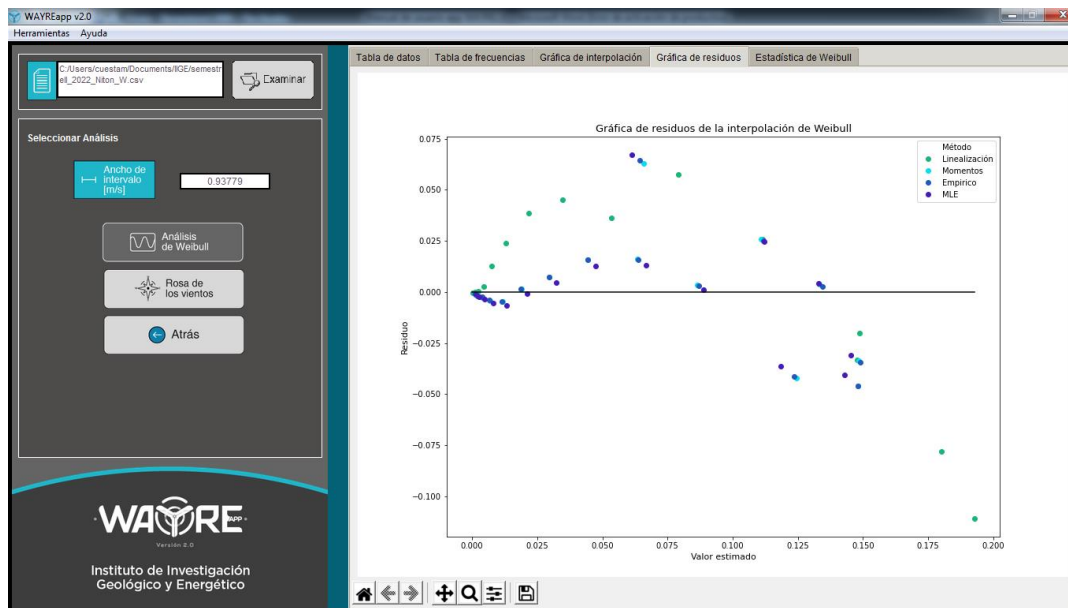 WAYREapp v2.0
Herramientas Ayuda
C:/Users/cuestam/Documents/IIGE/semestr
ell_2022_Niton_W.csv
Examinar
Seleccionar Análisis
Ancho de
intervalo
[m/s]
0.93779
Análisis
de Weibull
Rosa de
los vientos
Atrás
WAYRE APP
Versión 2.0
Instituto de Investigación
Geológico y Energético
Tabla de datos Tabla de frecuencias Gráfica de interpolación Gráfica de residuos Estadística de Weibull
Gráfica de residuos de la interpolación de Weibull
Método
Linealización
Momentos
Empirico
MLE
0.075
0.050
0.025
0.000
−0.025
−0.050
−0.075
−0.100
Residuo
0.000 0.025 0.050 0.075 0.100 0.125 0.150 0.175 0.200
Valor estimado